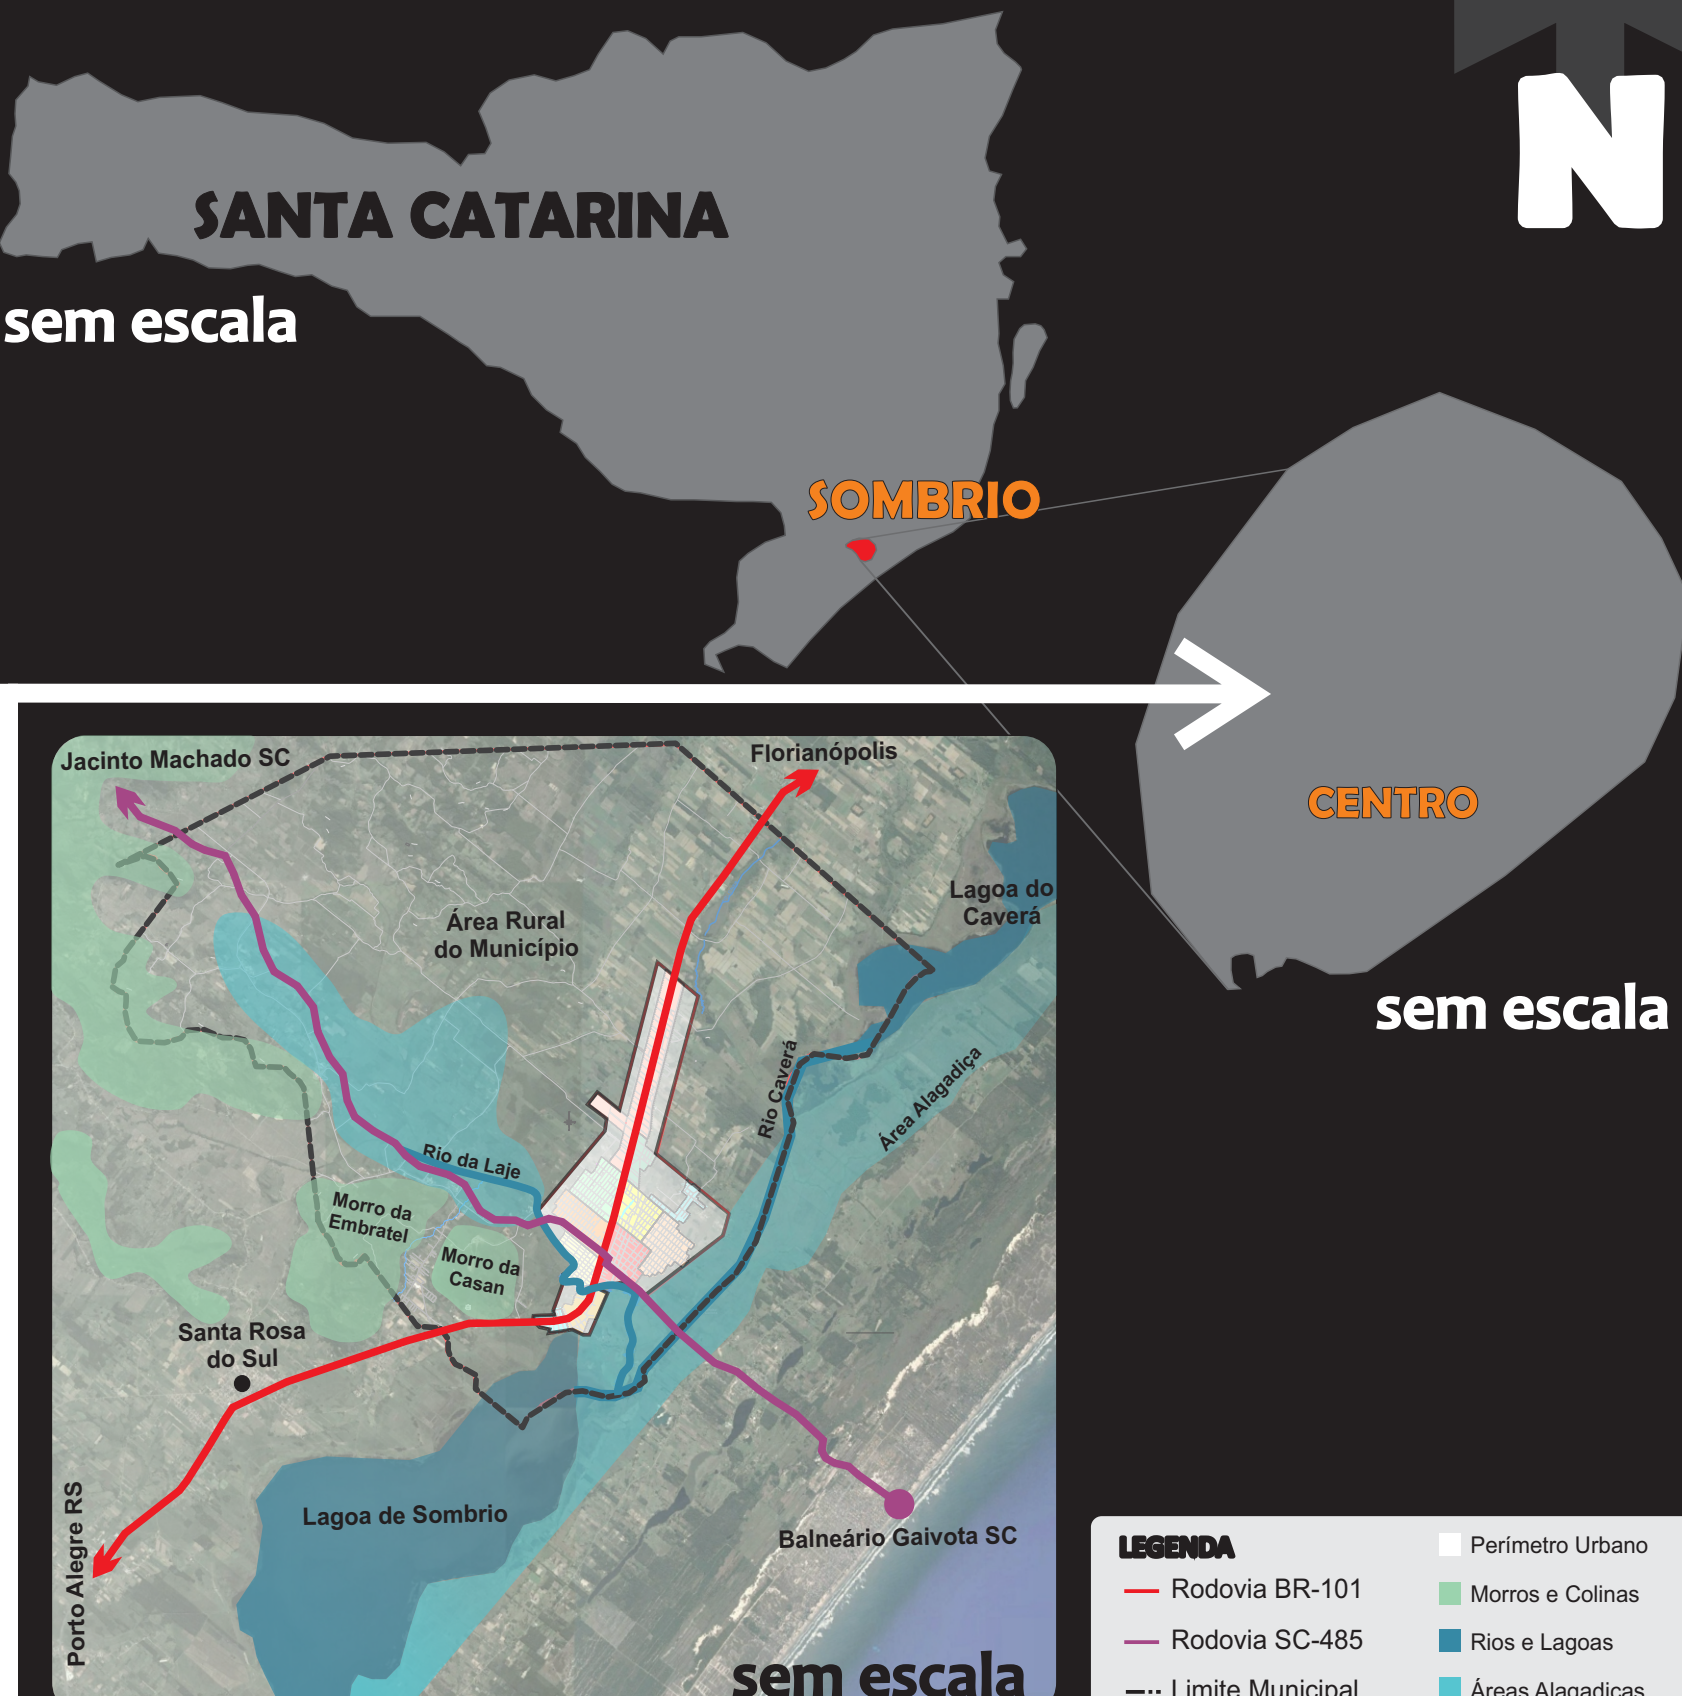 N
SANTA CATARINA
sem escala
SOMBRIO
CENTRO
sem escala
Jacinto Machado SC
Florianópolis
Lagoa do
Caverá
Área Rural
do Município
Rio Caverá
Área Alagadiça
Rio da Laje
Morro da
Embratel
Morro da
Casan
Santa Rosa
do Sul
Lagoa de Sombrio
Porto Alegre RS
Balneário Gaivota SC
sem escala
LEGENDA
Rodovia BR-101
Rodovia SC-485
Limite Municipal
Perímetro Urbano
Morros e Colinas
Rios e Lagoas
Áreas Alagadiças